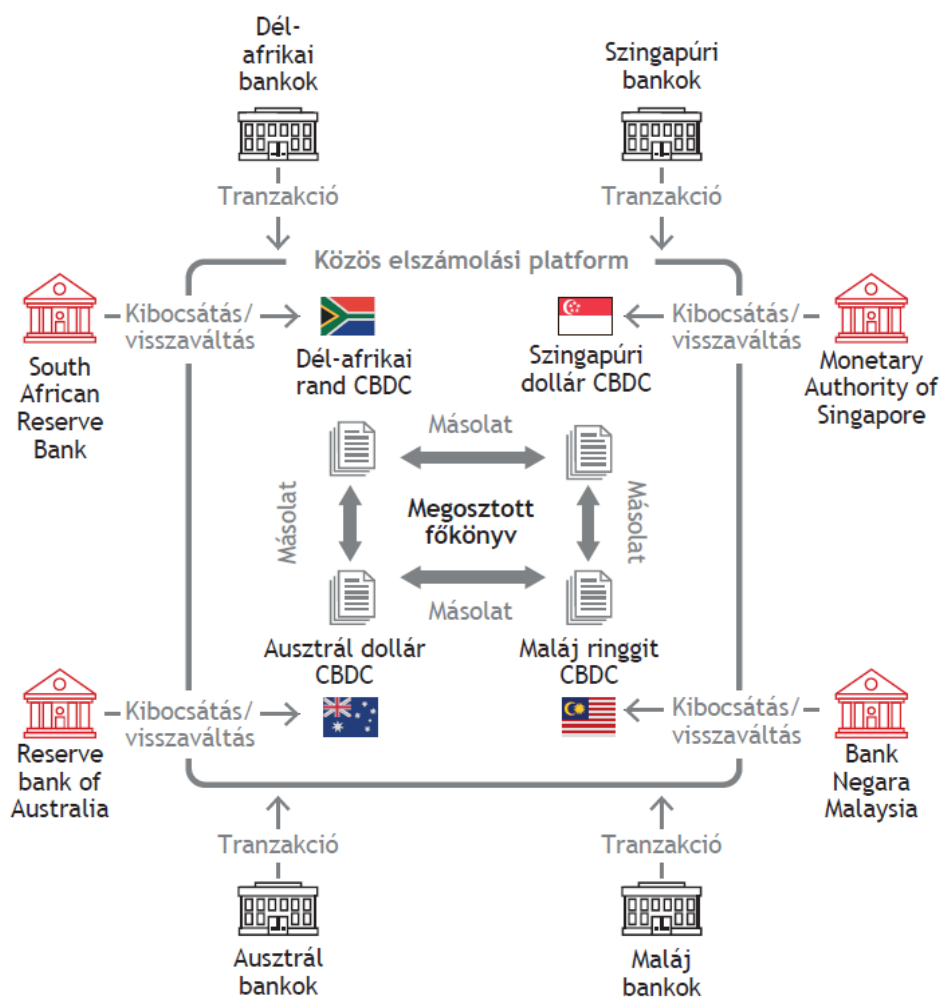 Dél-
afrikai
bankok
Szingapúri
bankok
Tranzakció
Tranzakció
Közös elszámolási platform
Kibocsátás/
visszaváltás
Kibocsátás/
visszaváltás
South
African
Reserve
Bank
Dél-afrikai
rand CBDC
Szingapúri
dollár CBDC
Monetary
Authority of
Singapore
Másolat
Másolat
Megosztott
főkönyv
Másolat
Másolat
Ausztrál dollár
CBDC
Maláj ringgit
CBDC
Kibocsátás/
visszaváltás
Kibocsátás/
visszaváltás
Reserve
bank of
Australia
Bank
Negara
Malaysia
Tranzakció
Tranzakció
Ausztrál
bankok
Maláj
bankok